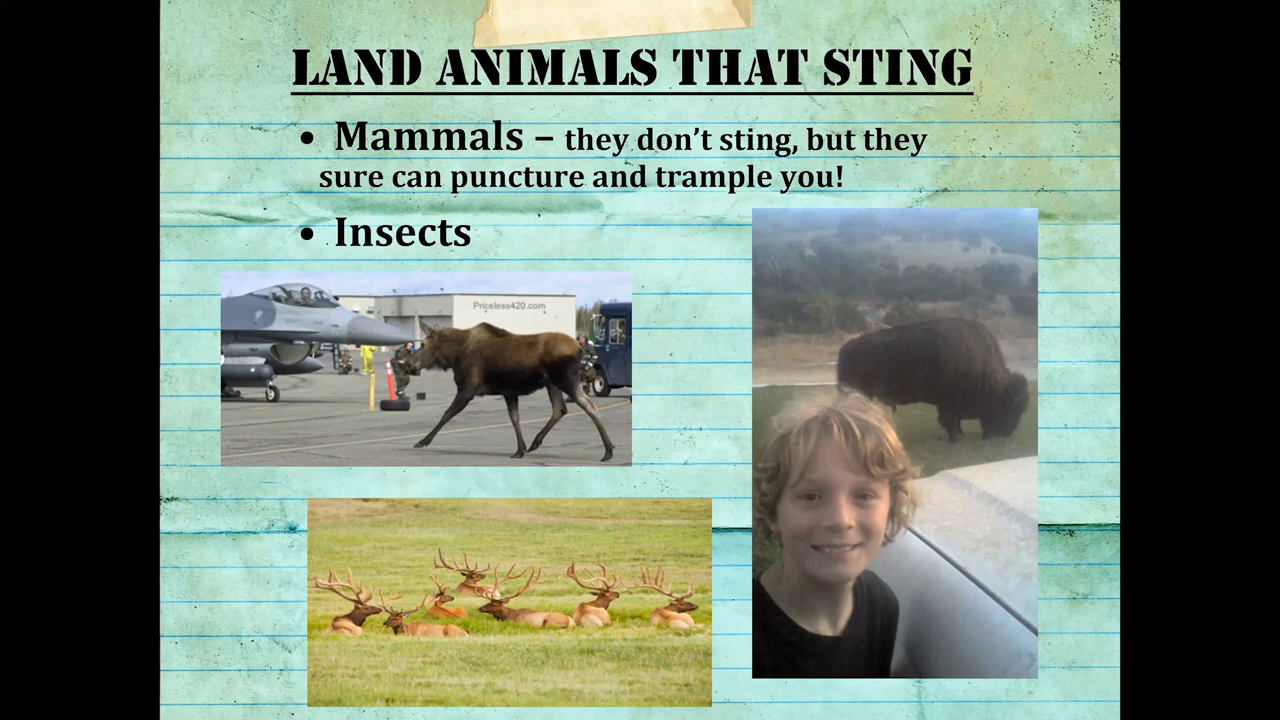 LAND ANIMALS THAT STING
• Mammals – they don’t sting, but they
sure can puncture and trample you!
• Insects
Priceless420.com